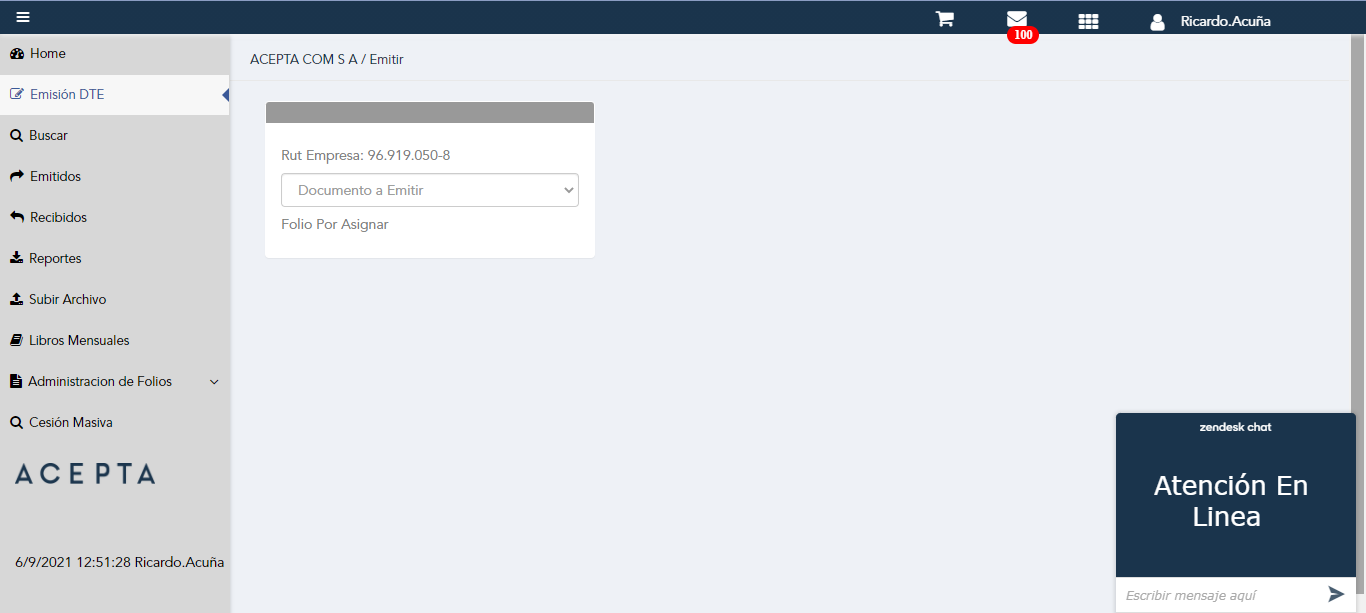 Ricardo.Acuña
100
Home
Emisión DTE
Buscar
Emitidos
Recibidos
Reportes
Subir Archivo
Libros Mensuales
Administracion de Folios
Cesión Masiva
ACEPTA
6/9/2021 12:51:28 Ricardo.Acuña
ACEPTA COM S A / Emitir
Rut Empresa: 96.919.050-8
Documento a Emitir
Folio Por Asignar
zendesk chat
Atención En
Linea
Escribir mensaje aquí